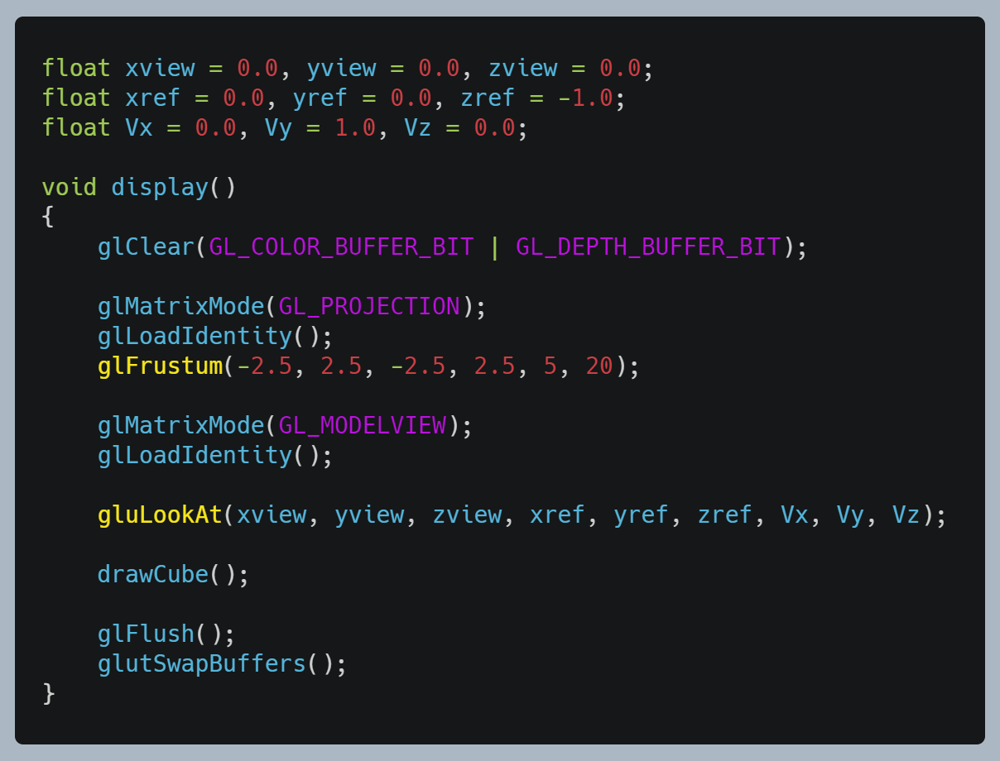 float xview = 0.0, yview = 0.0, zview = 0.0;
float xref = 0.0, yref = 0.0, zref = -1.0;
float Vx = 0.0, Vy = 1.0, Vz = 0.0;

void display()
{
    glClear(GL_COLOR_BUFFER_BIT | GL_DEPTH_BUFFER_BIT);

    glMatrixMode(GL_PROJECTION);
    glLoadIdentity();
    glFrustum(-2.5, 2.5, -2.5, 2.5, 5, 20);

    glMatrixMode(GL_MODELVIEW);
    glLoadIdentity();

    gluLookAt(xview, yview, zview, xref, yref, zref, Vx, Vy, Vz);

    drawCube();

    glFlush();
    glutSwapBuffers();
}